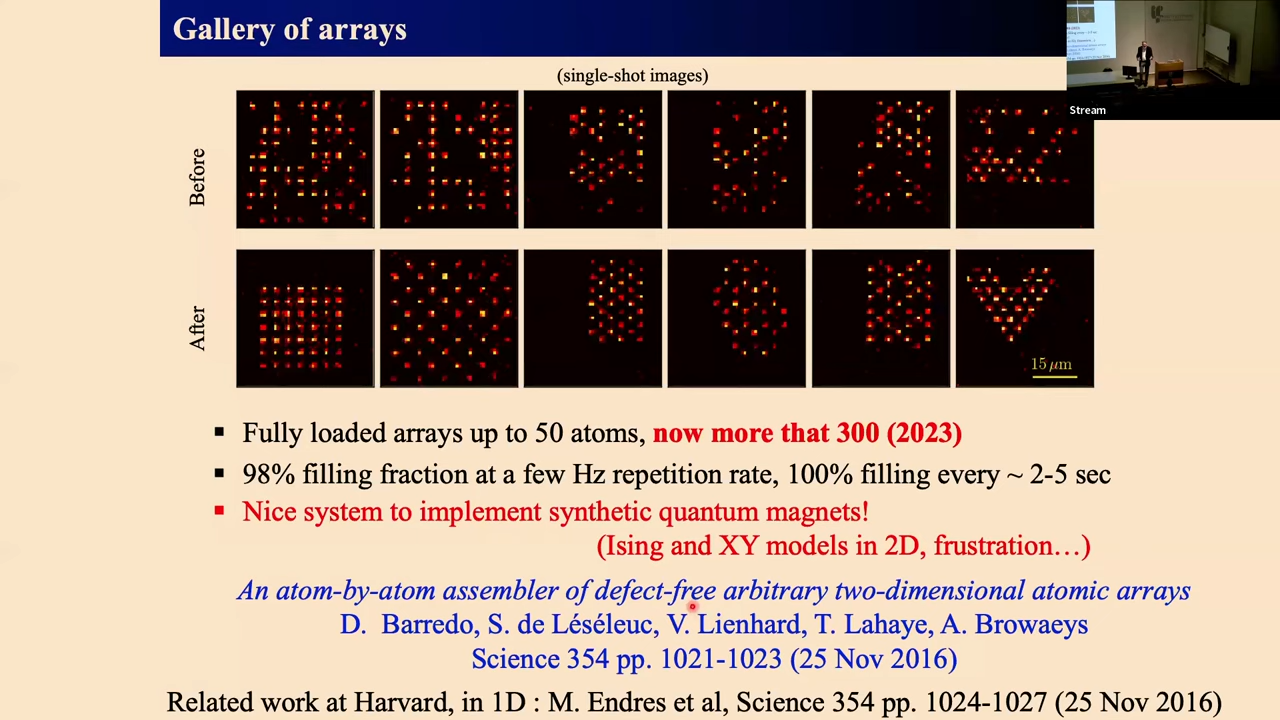 Gallery of arrays
Stream
(single-shot images)
Before
After
15 μm
▪ Fully loaded arrays up to 50 atoms, now more that 300 (2023)
▪ 98% filling fraction at a few Hz repetition rate, 100% filling every ~ 2-5 sec
▪ Nice system to implement synthetic quantum magnets!
(Ising and XY models in 2D, frustration…)
An atom-by-atom assembler of defect-free arbitrary two-dimensional atomic arrays
D. Barredo, S. de Léséleuc, V. Lienhard, T. Lahaye, A. Browaeys
Science 354 pp. 1021-1023 (25 Nov 2016)
Related work at Harvard, in 1D : M. Endres et al, Science 354 pp. 1024-1027 (25 Nov 2016)